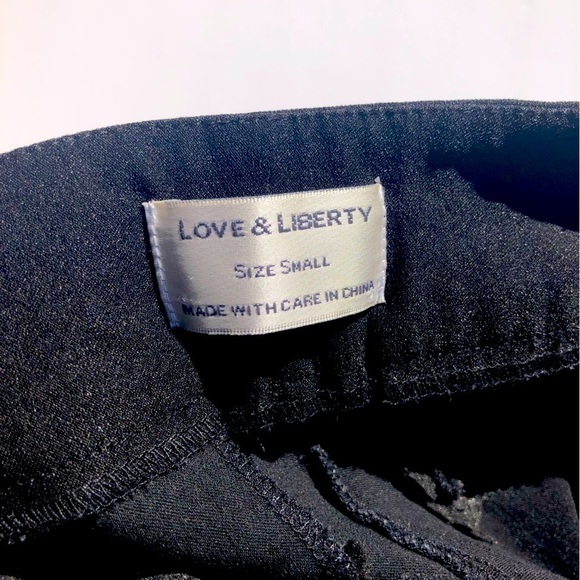 LOVE & LIBERTY
SIZE SMALL
MADE WITH CARE IN CHINA